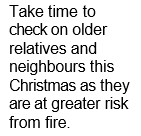 Take time to
check on older
relatives and
neighbours this
Christmas as they
are at greater risk
from fire.